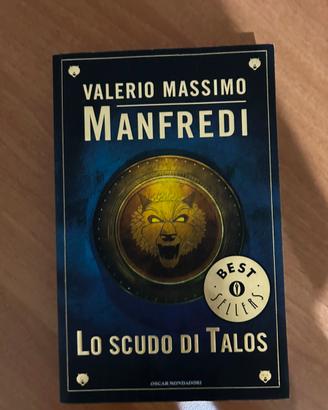 VALERIO MASSIMO
MANFREDI
BEST
SELLERS
LO SCUDO DI TALOS
OSCAR MONDADORI